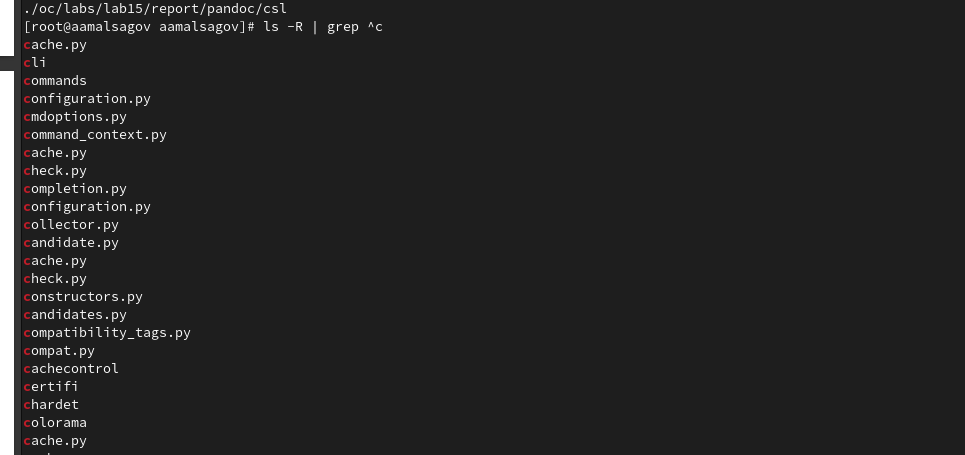 ./oc/labs/lab15/report/pandoc/csl
[root@aamalsagov aamalsagov]# ls -R | grep ^c
cache.py
cli
commands
configuration.py
cmdoptions.py
command_context.py
cache.py
check.py
completion.py
configuration.py
collector.py
candidate.py
cache.py
check.py
constructors.py
candidates.py
compatibility_tags.py
compat.py
cachecontrol
certifi
chardet
colorama
cache.py